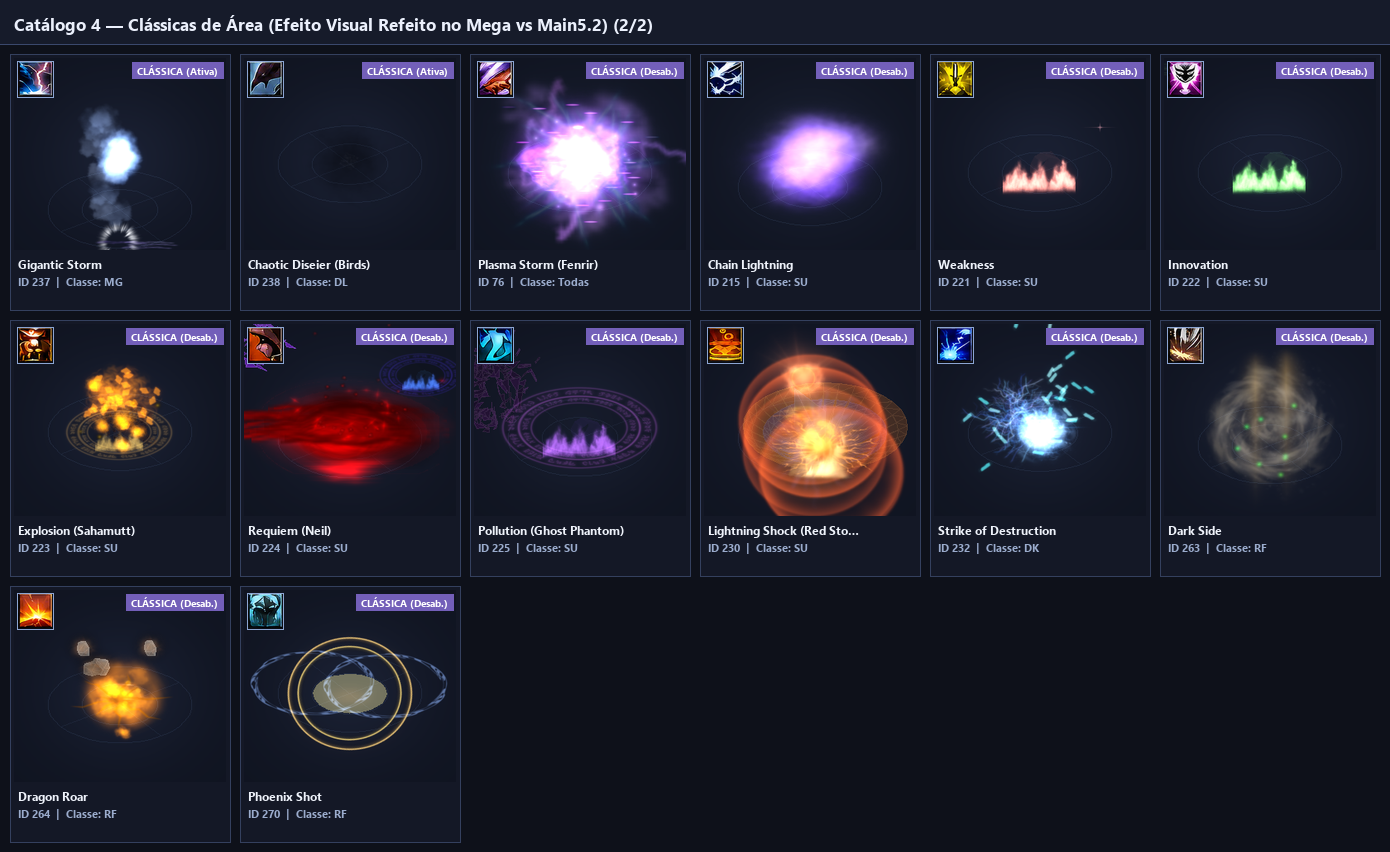 Catálogo 4 — Clássicas de Área (Efeito Visual Refeito no Mega vs Main5.2) (2/2)
CLÁSSICA (Ativa)
Gigantic Storm
ID 237 | Classe: MG
CLÁSSICA (Ativa)
Chaotic Diseier (Birds)
ID 238 | Classe: DL
CLÁSSICA (Desab.)
Plasma Storm (Fenrir)
ID 76 | Classe: Todas
CLÁSSICA (Desab.)
Chain Lightning
ID 215 | Classe: SU
CLÁSSICA (Desab.)
Weakness
ID 221 | Classe: SU
CLÁSSICA (Desab.)
Innovation
ID 222 | Classe: SU
CLÁSSICA (Desab.)
Explosion (Sahamutt)
ID 223 | Classe: SU
CLÁSSICA (Desab.)
Requiem (Neil)
ID 224 | Classe: SU
CLÁSSICA (Desab.)
Pollution (Ghost Phantom)
ID 225 | Classe: SU
CLÁSSICA (Desab.)
Lightning Shock (Red Sto...
ID 230 | Classe: SU
CLÁSSICA (Desab.)
Strike of Destruction
ID 232 | Classe: DK
CLÁSSICA (Desab.)
Dark Side
ID 263 | Classe: RF
CLÁSSICA (Desab.)
Dragon Roar
ID 264 | Classe: RF
CLÁSSICA (Desab.)
Phoenix Shot
ID 270 | Classe: RF